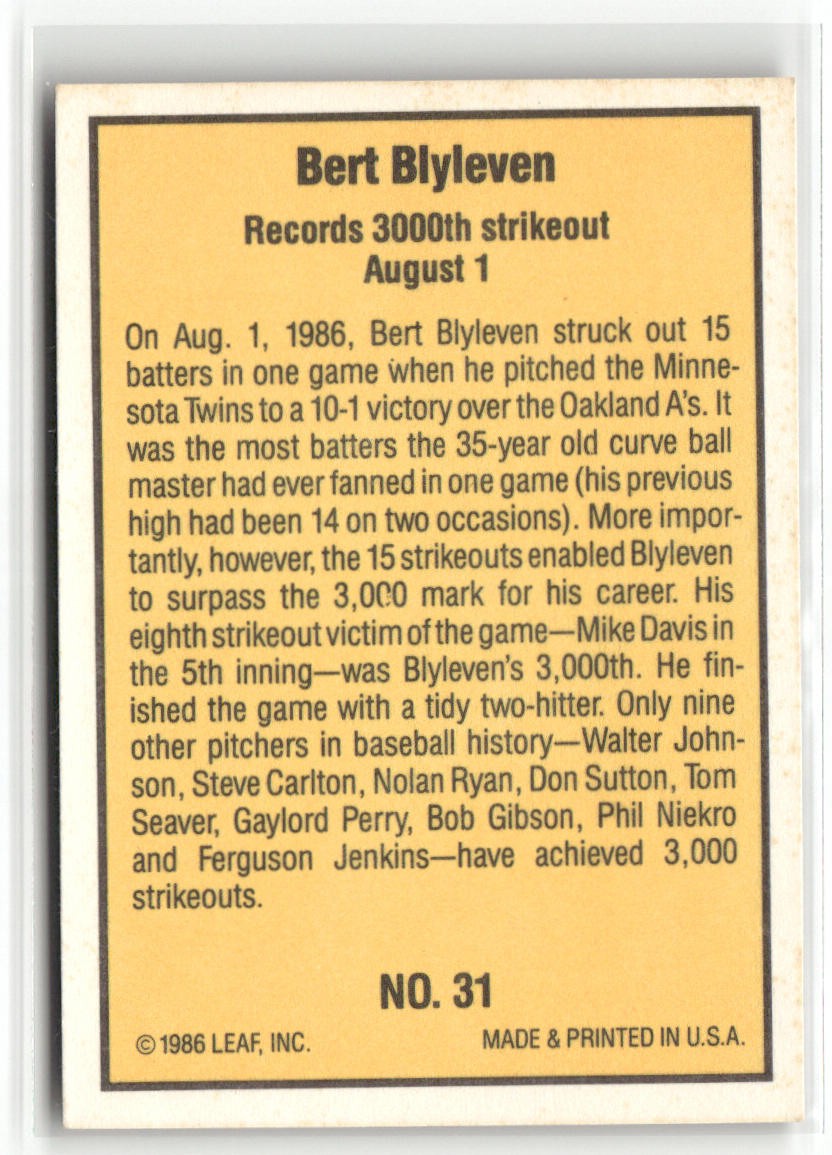 Bert Blyleven
Records 3000th strikeout
August 1
On Aug. 1, 1986, Bert Blyleven struck out 15
batters in one game when he pitched the Minne-
sota Twins to a 10-1 victory over the Oakland A's. It
was the most batters the 35-year old curve ball
master had ever fanned in one game (his previous
high had been 14 on two occasions). More impor-
tantly, however, the 15 strikeouts enabled Blyleven
to surpass the 3,000 mark for his career. His
eighth strikeout victim of the game—Mike Davis in
the 5th inning—was Blyleven's 3,000th. He fin-
ished the game with a tidy two-hitter. Only nine
other pitchers in baseball history—Walter John-
son, Steve Carlton, Nolan Ryan, Don Sutton, Tom
Seaver, Gaylord Perry, Bob Gibson, Phil Niekro
and Ferguson Jenkins—have achieved 3,000
strikeouts.
NO. 31
©1986 LEAF, INC. MADE & PRINTED IN U.S.A.